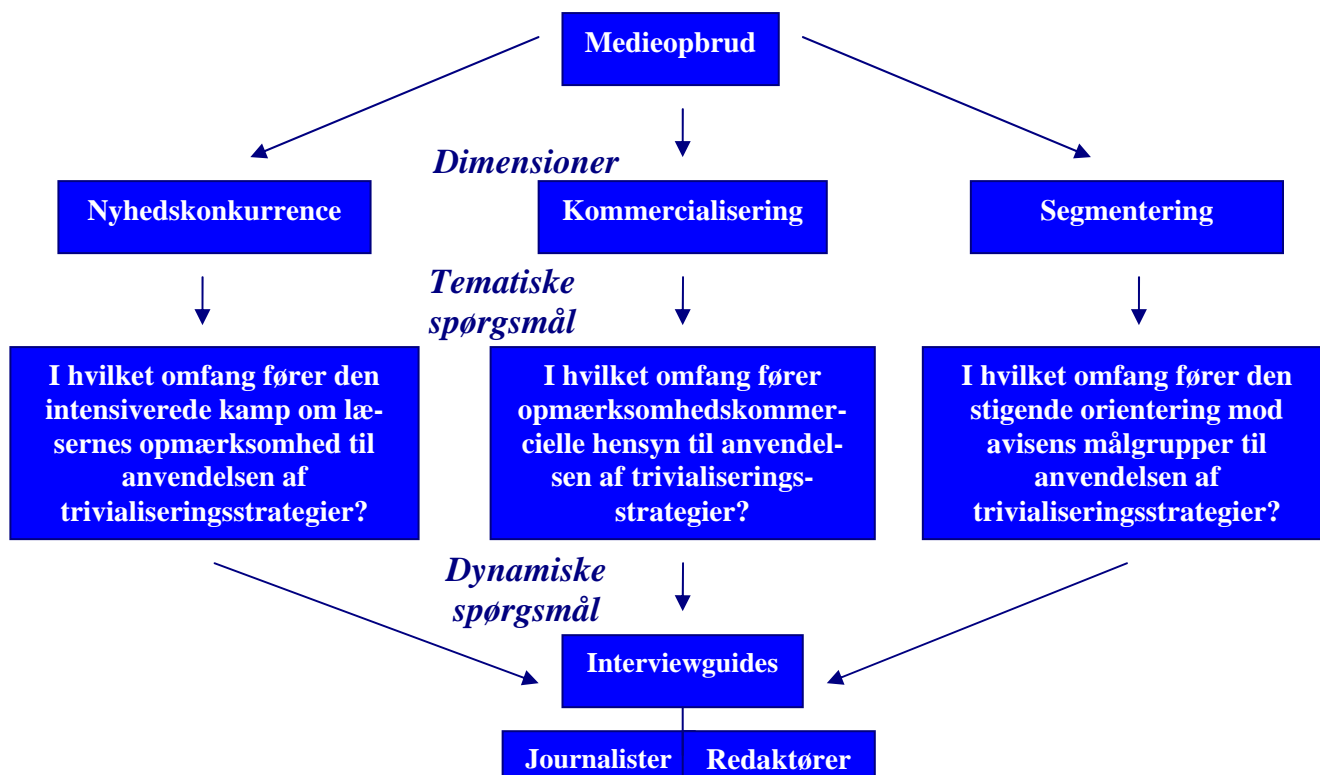 Medieopbrud
Dimensioner
Nyhedskonkurrence
Kommercialisering
Segmentering
Tematiske
spørgsmål
I hvilket omfang fører den
intensiverede kamp om læ-
sernes opmærksomhed til
anvendelsen af
trivialiseringsstrategier?
I hvilket omfang fører
opmærksomhedskommer-
cielle hensyn til anvendel-
sen af trivialiserings-
strategier?
I hvilket omfang fører den
stigende orientering mod
avisens målgrupper til
anvendelsen af
trivialiseringsstrategier?
Dynamiske
spørgsmål
Interviewguides
Journalister
Redaktører